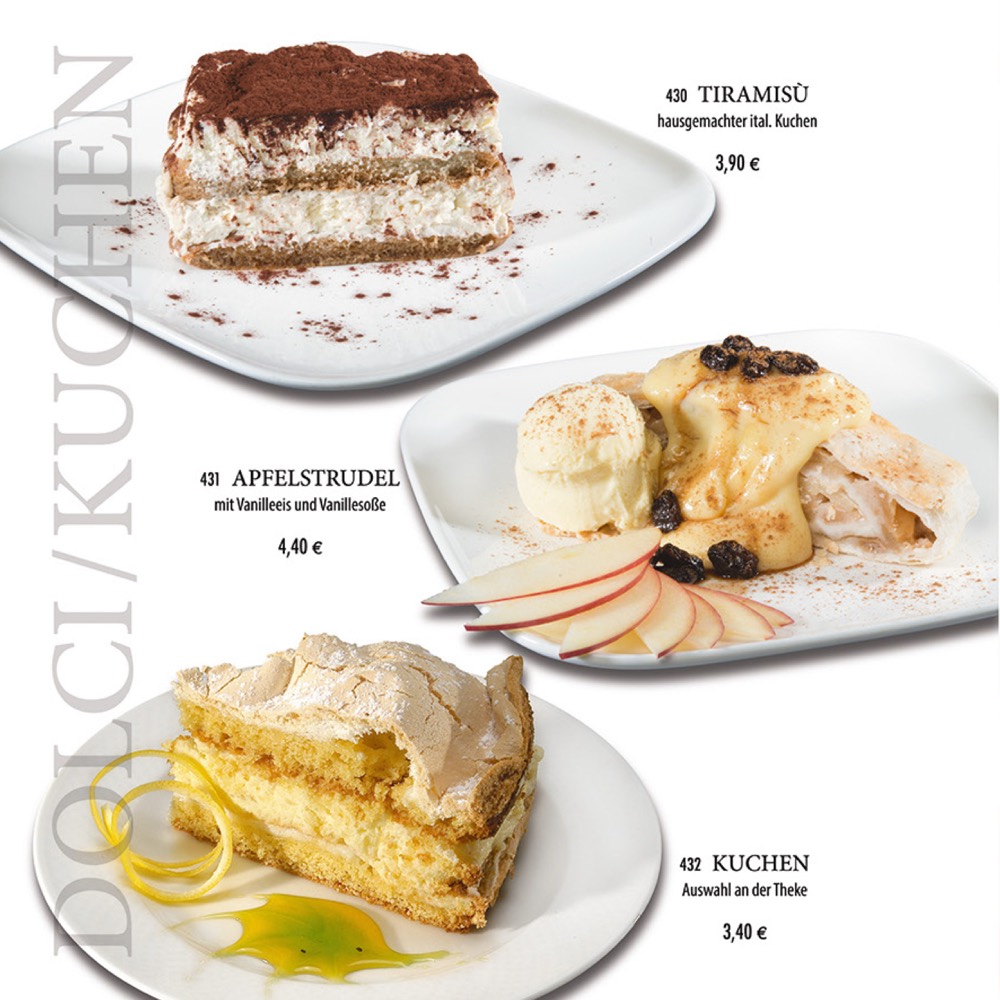 DOLCI/KUCHEN
430 TIRAMISÙ
hausgemachter ital. Kuchen
3,90 €
431 APFELSTRUDEL
mit Vanilleeis und Vanillesoße
4,40 €
432 KUCHEN
Auswahl an der Theke
3,40 €